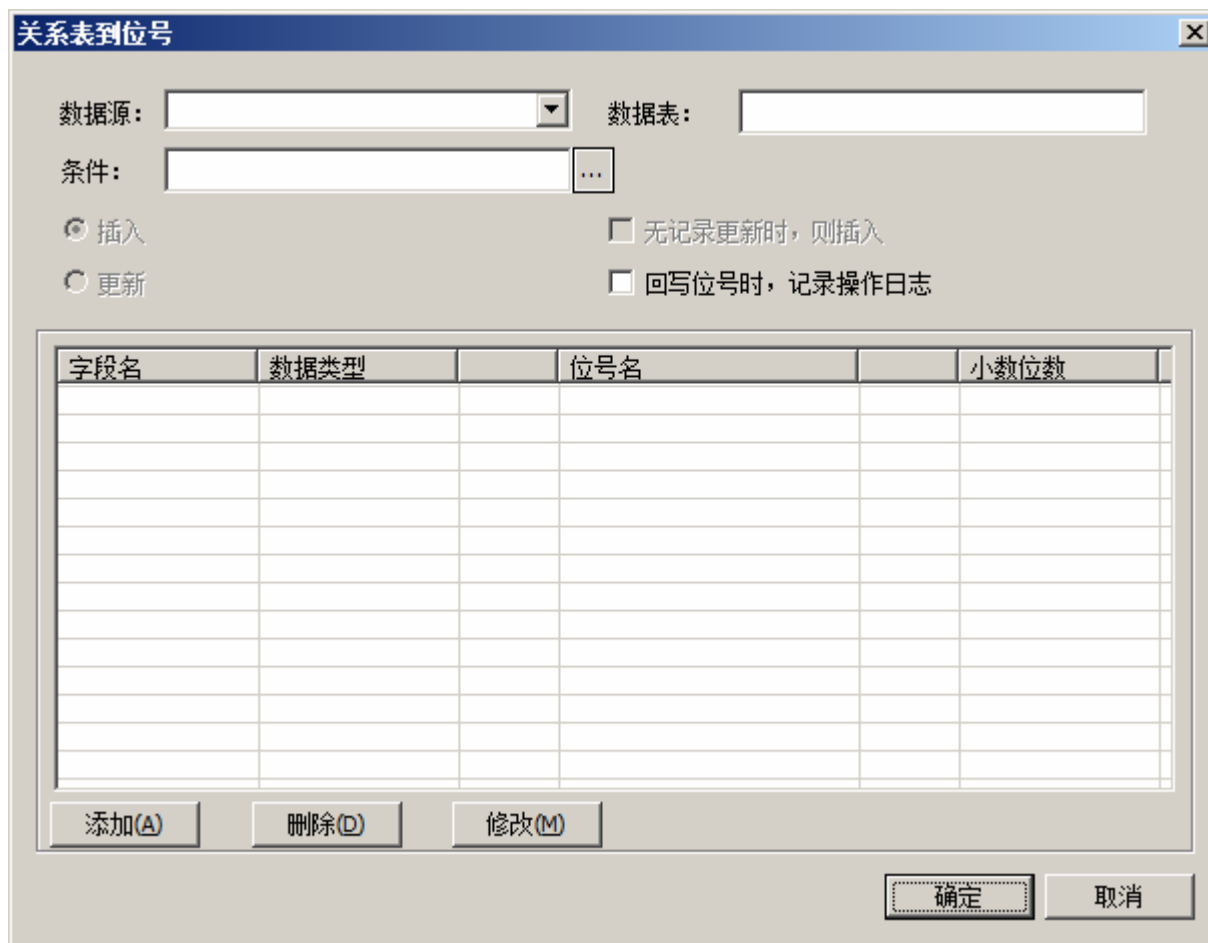 关系表到位号
数据源： 数据表：
条件： ...
插入 无记录更新时，则插入
更新 回写位号时，记录操作日志
字段名 数据类型 位号名 小数位数
添加(A) 删除(D) 修改(M)
确定 取消